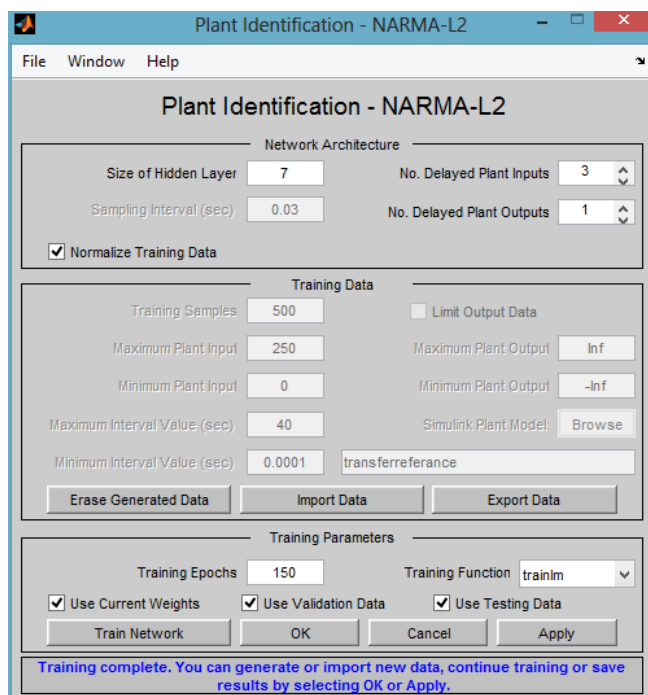 Plant Identification - NARMA-L2
File Window Help
Plant Identification - NARMA-L2
Network Architecture
Size of Hidden Layer 7 No. Delayed Plant Inputs 3
Sampling Interval (sec) 0.03 No. Delayed Plant Outputs 1
Normalize Training Data
Training Data
Training Samples 500 Limit Output Data
Maximum Plant Input 250 Maximum Plant Output Inf
Minimum Plant Input 0 Minimum Plant Output -Inf
Maximum Interval Value (sec) 40 Simulink Plant Model: Browse
Minimum Interval Value (sec) 0.0001 transferreferance
Erase Generated Data Import Data Export Data
Training Parameters
Training Epochs 150 Training Function trainlm
Use Current Weights Use Validation Data Use Testing Data
Train Network OK Cancel Apply
Training complete. You can generate or import new data, continue training or save
results by selecting OK or Apply.